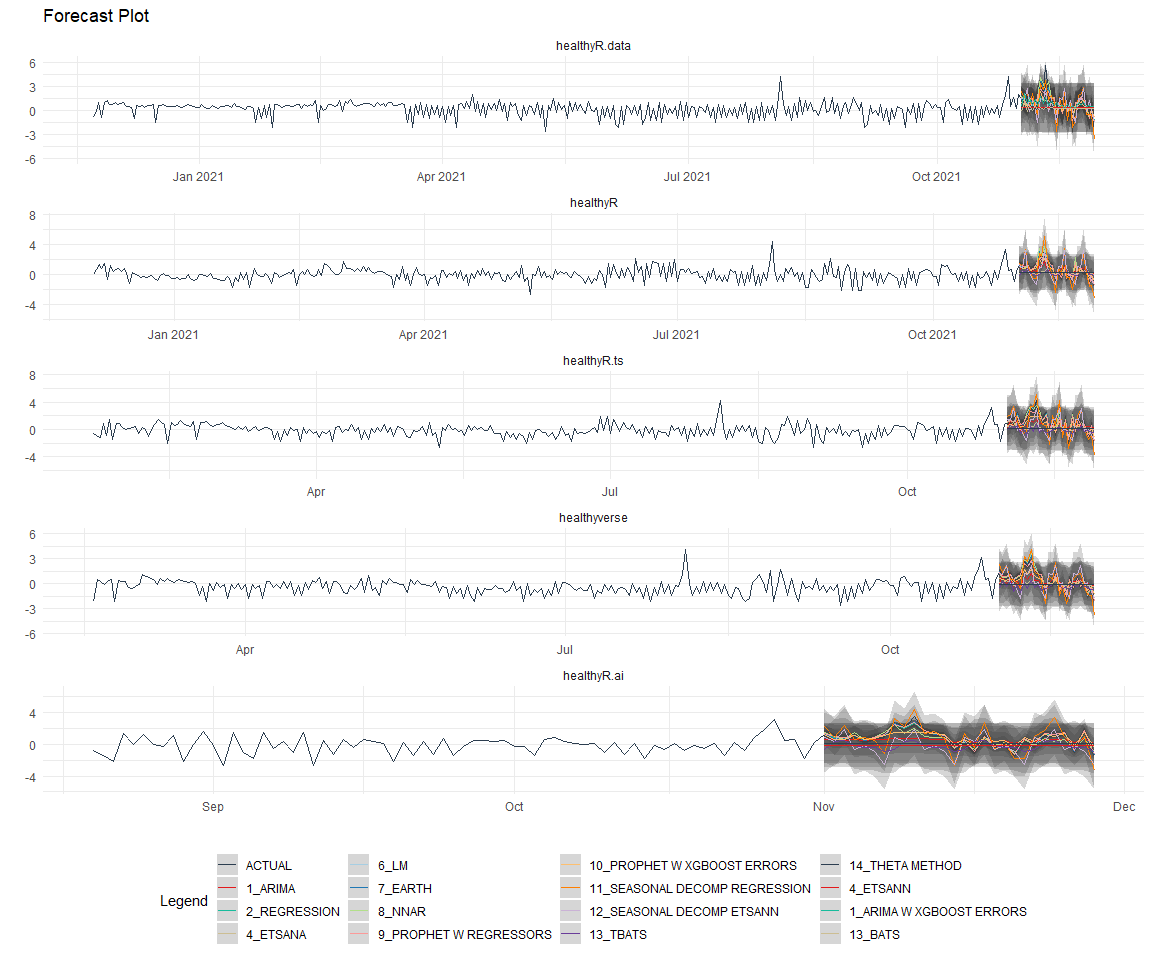 Forecast Plot
healthyR.data
6
3
0
-3
-6
Jan 2021 Apr 2021 Jul 2021 Oct 2021
healthyR
8
4
0
-4
Jan 2021 Apr 2021 Jul 2021 Oct 2021
healthyR.ts
8
4
0
-4
Apr Jul Oct
healthyverse
6
3
0
-3
-6
Apr Jul Oct
healthyR.ai
4
0
-4
Sep Oct Nov Dec
Legend
ACTUAL 6_LM 10_PROPHET W XGBOOST ERRORS 14_THETA METHOD
1_ARIMA 7_EARTH 11_SEASONAL DECOMP REGRESSION 4_ETSANN
2_REGRESSION 8_NNAR 12_SEASONAL DECOMP ETSANN 1_ARIMA W XGBOOST ERRORS
4_ETSANA 9_PROPHET W REGRESSORS 13_TBATS 13_BATS